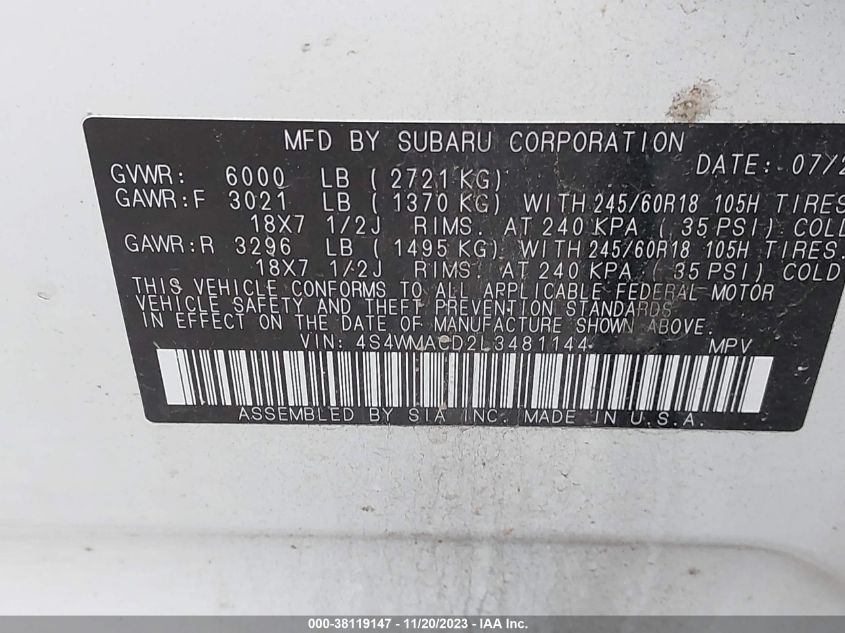 MFD BY SUBARU CORPORATION
DATE: 07/2
GVWR: 6000 LB ( 2721 KG)
GAWR:F 3021 LB ( 1370 KG) WITH 245/60R18 105H TIRES
18X7 1/2J RIMS. AT 240 KPA ( 35 PSI) COLD
GAWR:R 3296 LB ( 1495 KG) WITH 245/60R18 105H TIRES.
18X7 1/2J RIMS. AT 240 KPA ( 35 PSI) COLD
THIS VEHICLE CONFORMS TO ALL APPLICABLE FEDERAL MOTOR
VEHICLE SAFETY AND THEFT PREVENTION STANDARDS
IN EFFECT ON THE DATE OF MANUFACTURE SHOWN ABOVE.
VIN: MPV
ASSEMBLED BY SIA INC. MADE IN U.S.A.
000-38119147 - 11/20/2023 - IAA Inc.